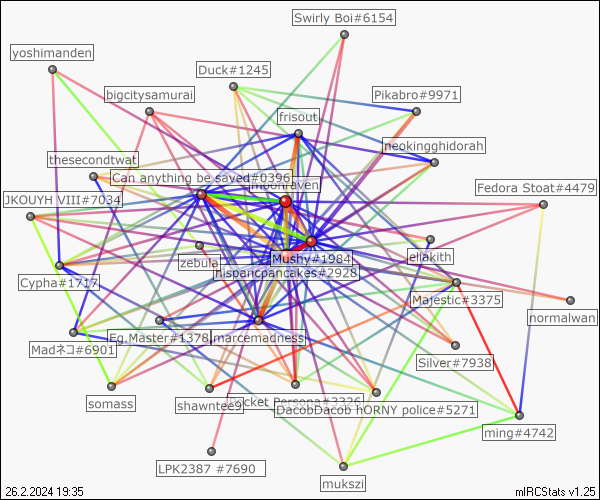 Swirly Boi#6154
yoshimanden
Duck#1245
bigcitysamurai
Pikabro#9971
frisout
neokingghidorah
thesecondtwat
Can anything be saved#0396
moonraven
Fedora Stoat#4479
JKOUYH VIII#7034
ellakith
Mushy#1984
zebula
hispancpancakes#2928
Cypha#1717
Majestic#3375
normalwan
Eg.Master#1378
marcemadness
Madネコ#6901
Silver#7938
somass
shawntee9
Persona#3326
DacobDacob hORNY police#5271
ming#4742
LPK2387 #7690
mukszi
26.2.2024 19:35
mIRCStats v1.25